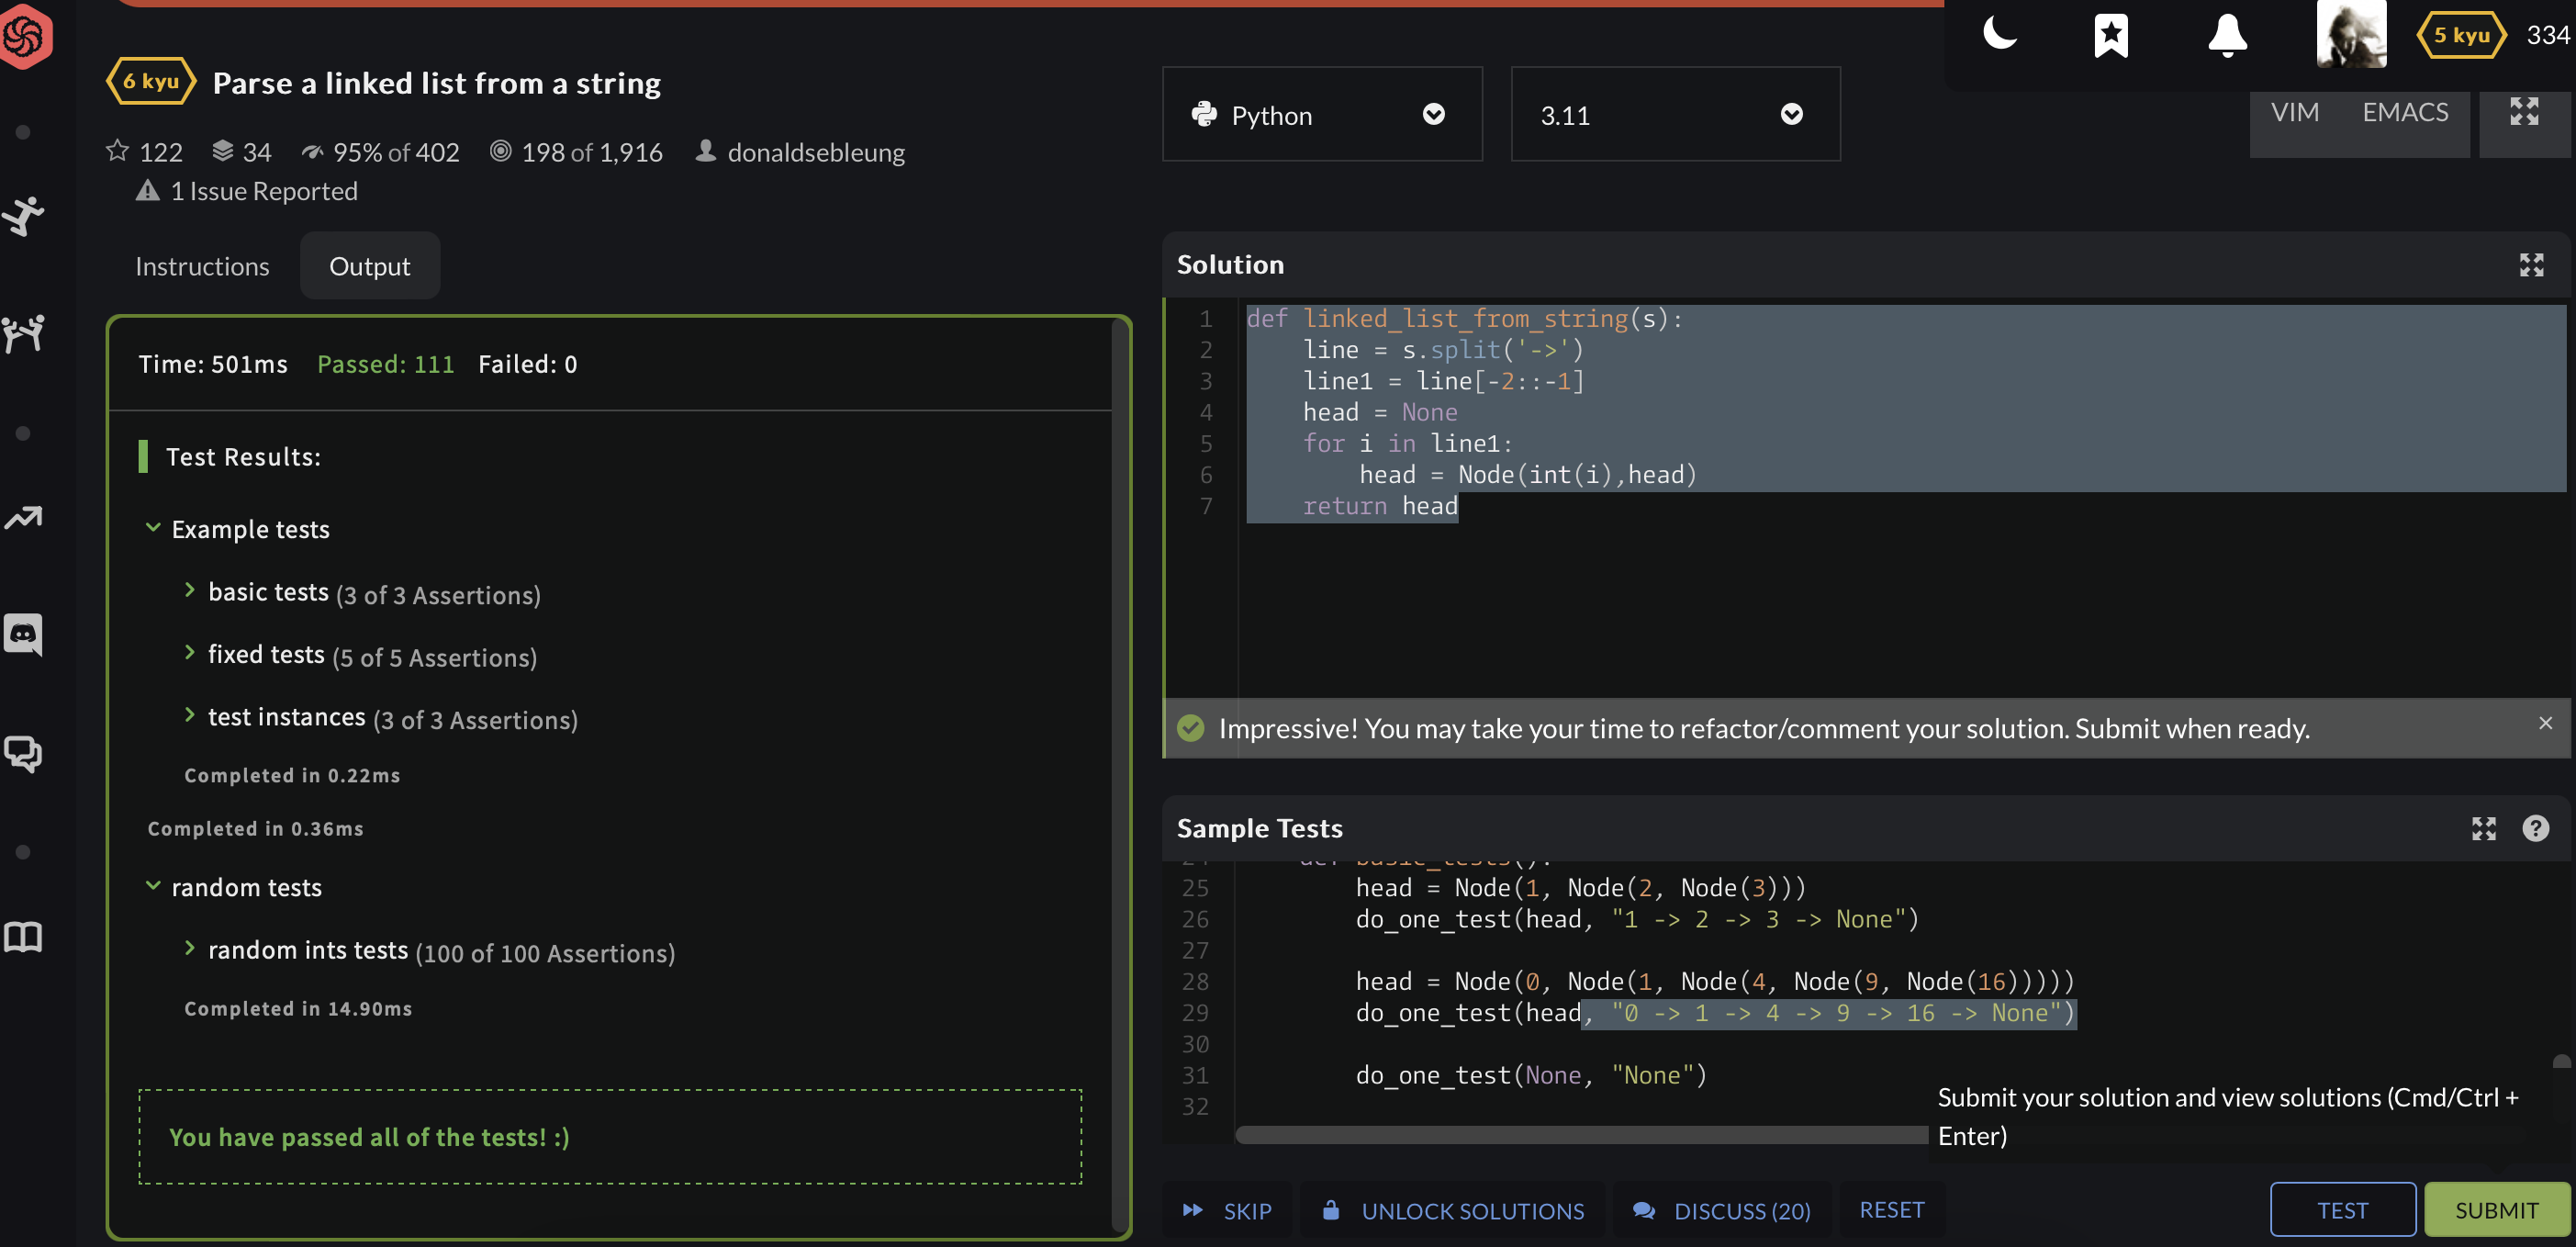 5 kyu
334
6 kyu Parse a linked list from a string
122 34 95% of 402 198 of 1,916 donaldsebleung
1 Issue Reported
Python
3.11
VIM EMACS
Instructions Output
Time: 501ms Passed: 111 Failed: 0
Test Results:
Example tests
basic tests (3 of 3 Assertions)
fixed tests (5 of 5 Assertions)
test instances (3 of 3 Assertions)
Completed in 0.22ms
Completed in 0.36ms
random tests
random ints tests (100 of 100 Assertions)
Completed in 14.90ms
You have passed all of the tests! :)
Solution
1 def linked_list_from_string(s):
2 line = s.split('->')
3 line1 = line[-2::-1]
4 head = None
5 for i in line1:
6 head = Node(int(i),head)
7 return head
Impressive! You may take your time to refactor/comment your solution. Submit when ready.
Sample Tests
24 def basic_tests():
25 head = Node(1, Node(2, Node(3)))
26 do_one_test(head, "1 -> 2 -> 3 -> None")
27
28 head = Node(0, Node(1, Node(4, Node(9, Node(16)))))
29 do_one_test(head, "0 -> 1 -> 4 -> 9 -> 16 -> None")
30
31 do_one_test(None, "None")
32
Submit your solution and view solutions (Cmd/Ctrl +
Enter)
SKIP UNLOCK SOLUTIONS DISCUSS (20) RESET TEST SUBMIT